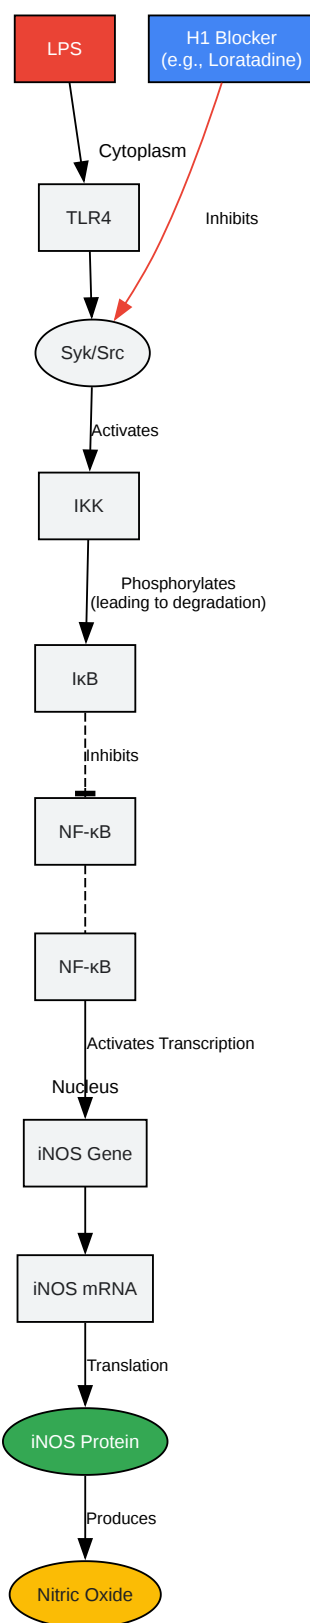 LPS
H1 Blocker
(e.g., Loratadine)
Cytoplasm
TLR4
Inhibits
Syk/Src
Activates
IKK
Phosphorylates
(leading to degradation)
IκB
Inhibits
NF-κB
NF-κB
Activates Transcription
Nucleus
iNOS Gene
iNOS mRNA
Translation
iNOS Protein
Produces
Nitric Oxide